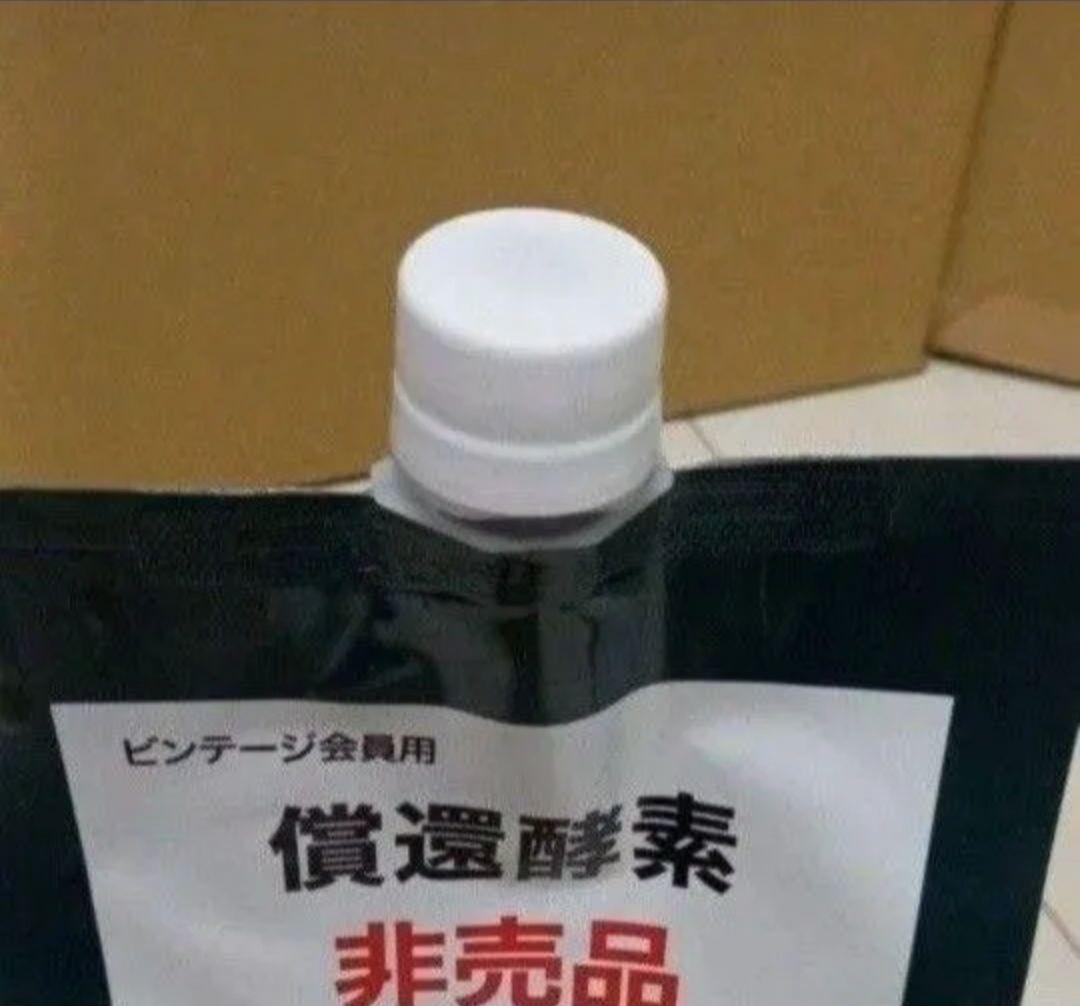 ビンテージ会員用
償還酵素
非売品